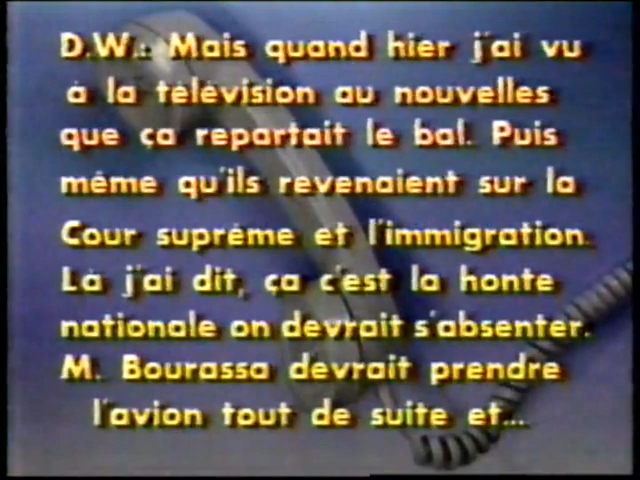 D.W.: Mais quand hier j'ai vu
à la télévision au nouvelles
que ça repartait le bal. Puis
même qu'ils revenaient sur la
Cour suprême et l'immigration.
Là j'ai dit, ça c'est la honte
nationale on devrait s'absenter.
M. Bourassa devrait prendre
l'avion tout de suite et...